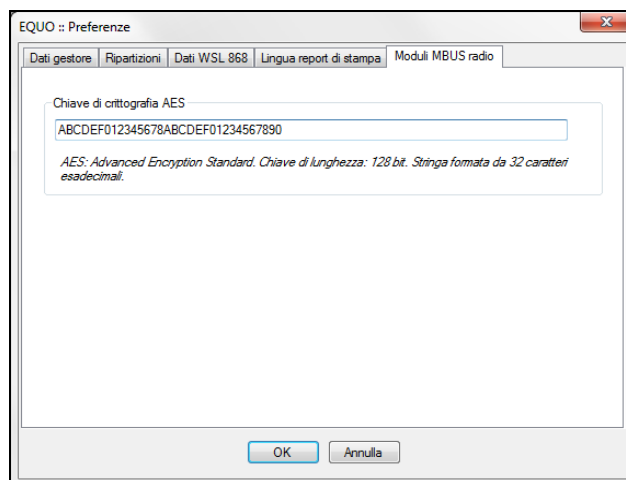 EQUO :: Preferenze
Dati gestore
Ripartizioni
Dati WSL 868
Lingua report di stampa
Moduli MBUS radio
Chiave di crittografia AES
ABCDEF012345678ABCDEF01234567890
AES: Advanced Encryption Standard. Chiave di lunghezza: 128 bit. Stringa formata da 32 caratteri
esadecimali.
OK
Annulla